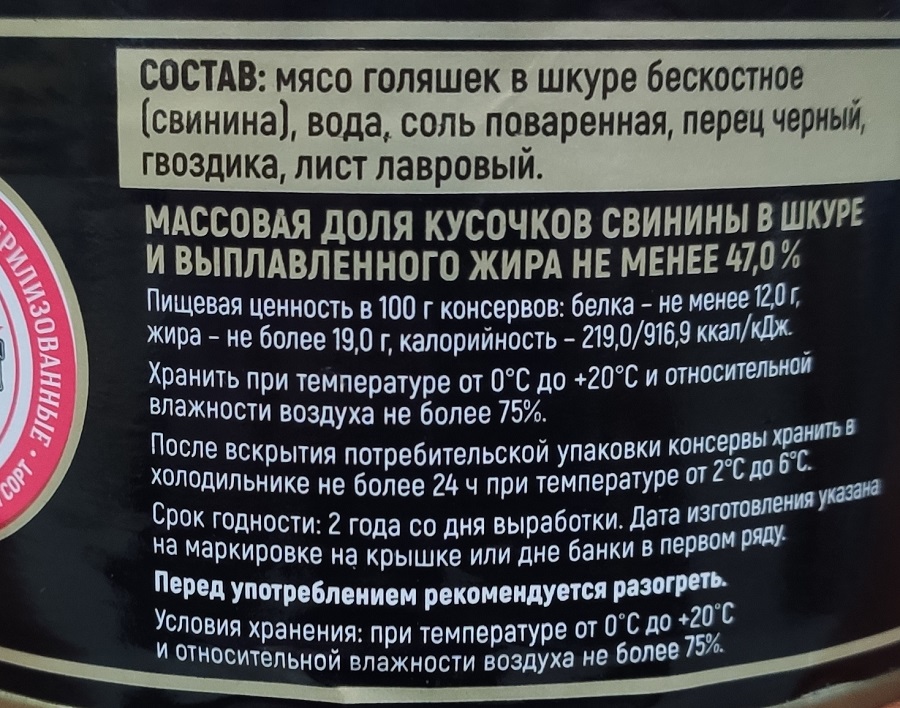 СОСТАВ: мясо голяшек в шкуре бескостное
(свинина), вода, соль поваренная, перец черный,
гвоздика, лист лавровый.
МАССОВАЯ ДОЛЯ КУСОЧКОВ СВИНИНЫ В ШКУРЕ
И ВЫПЛАВЛЕННОГО ЖИРА НЕ МЕНЕЕ 47,0 %
Пищевая ценность в 100 г консервов: белка – не менее 12,0 г,
жира – не более 19,0 г, калорийность – 219,0/916,9 ккал/кДж.
Хранить при температуре от 0°С до +20°С и относительной
влажности воздуха не более 75%.
После вскрытия потребительской упаковки консервы хранить в
холодильнике не более 24 ч при температуре от 2°С до 6°С.
Срок годности: 2 года со дня выработки. Дата изготовления указана
на маркировке на крышке или дне банки в первом ряду.
Перед употреблением рекомендуется разогреть.
Условия хранения: при температуре от 0°С до +20°С
и относительной влажности воздуха не более 75%.
СОРТ •